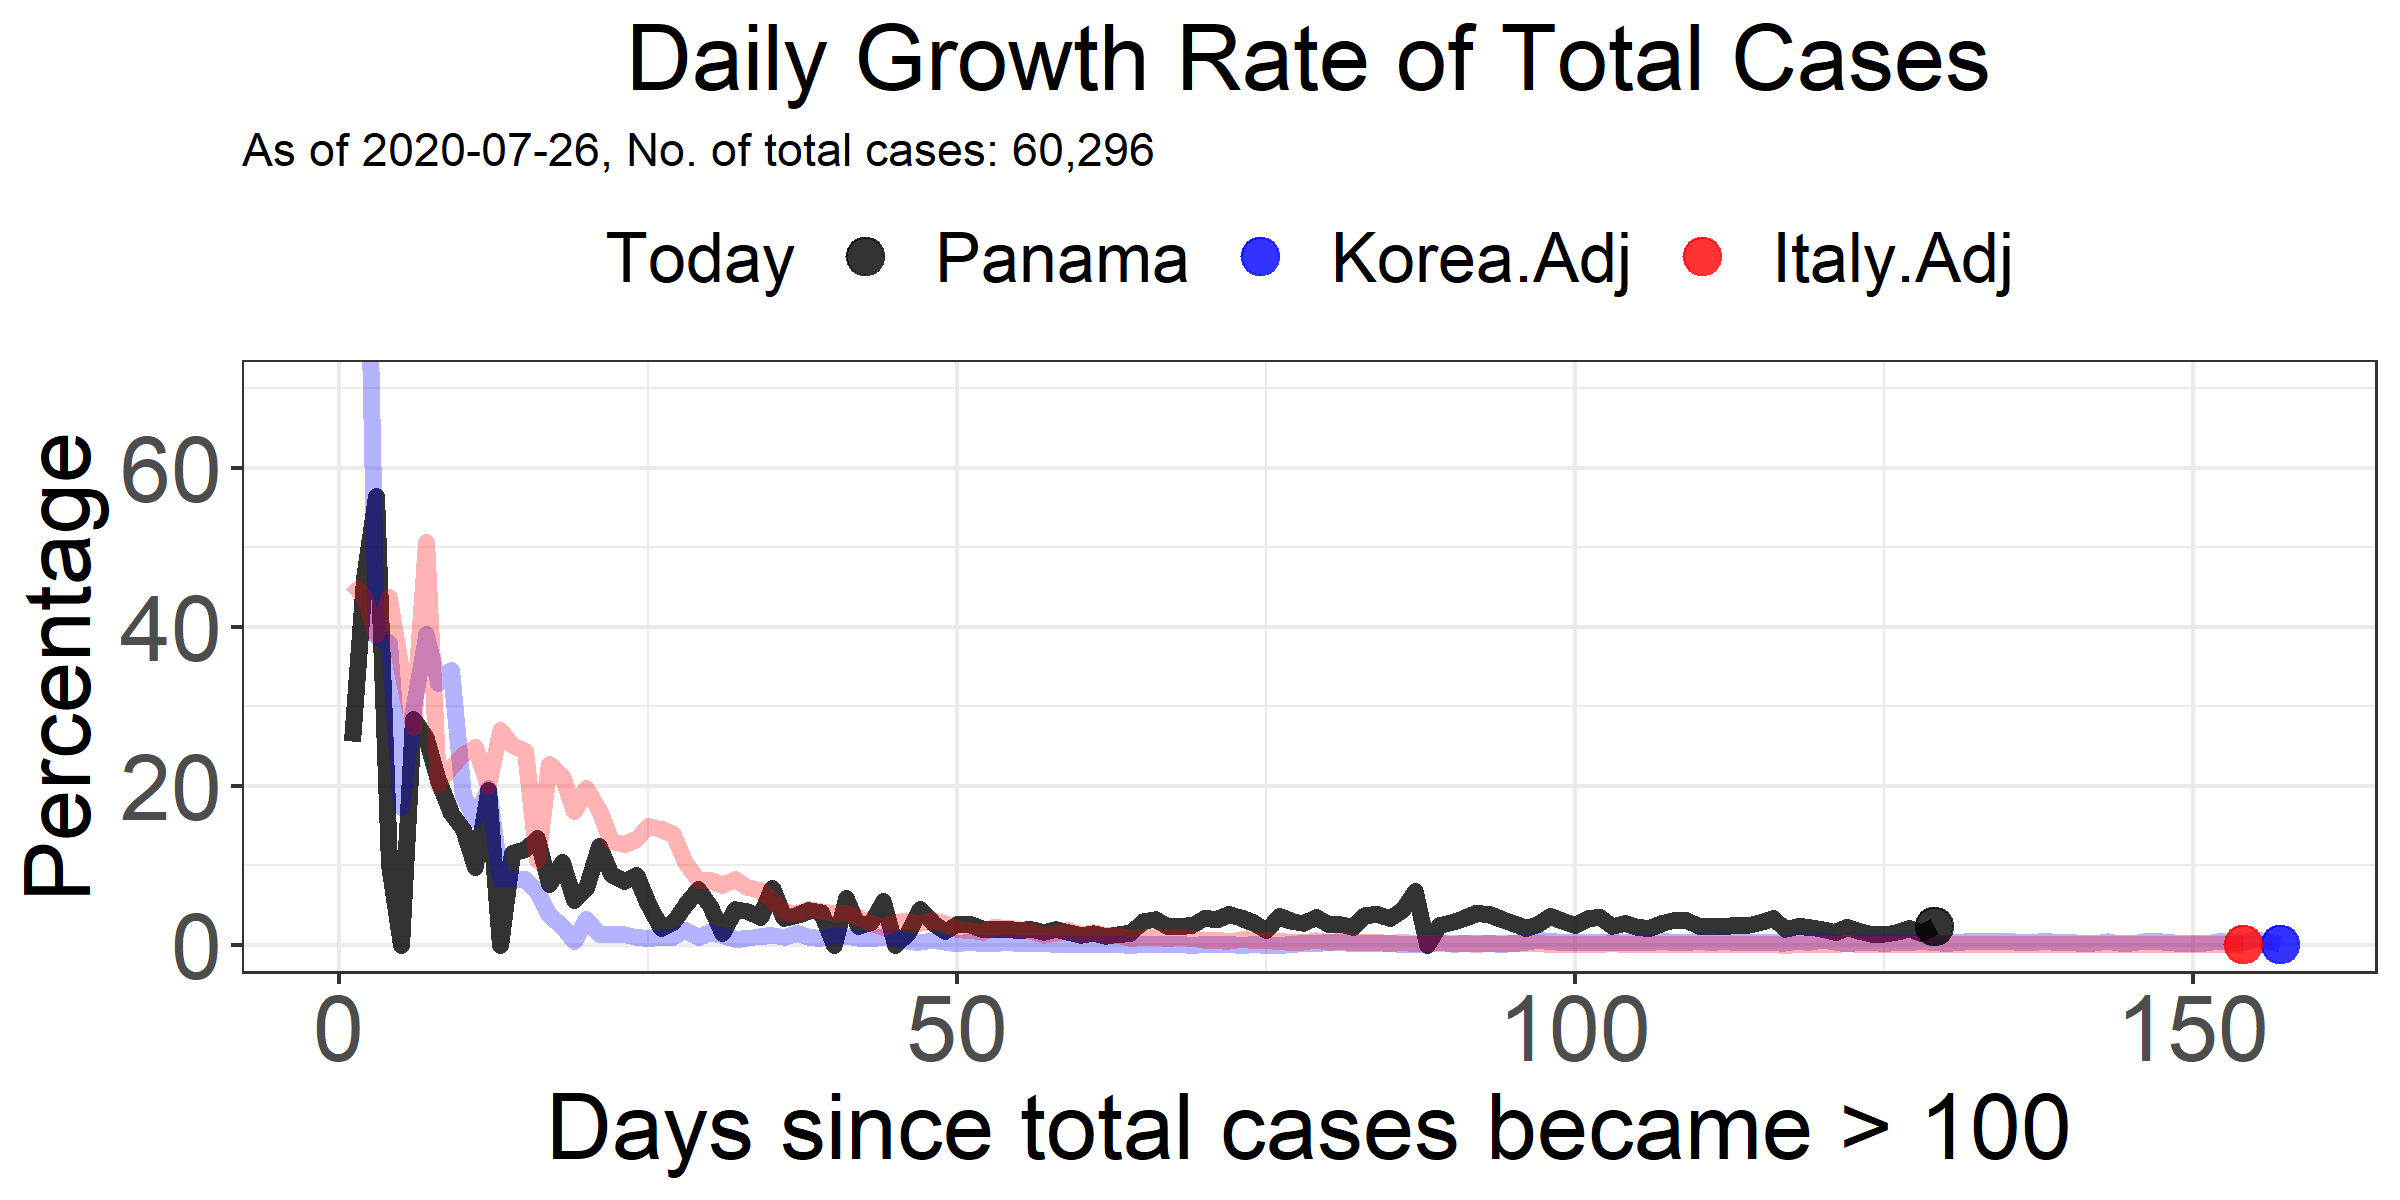 Daily Growth Rate of Total Cases
As of 2020-07-26, No. of total cases: 60,296
Today Panama Korea.Adj Italy.Adj
Percentage
60
40
20
0
0 50 100 150
Days since total cases became > 100